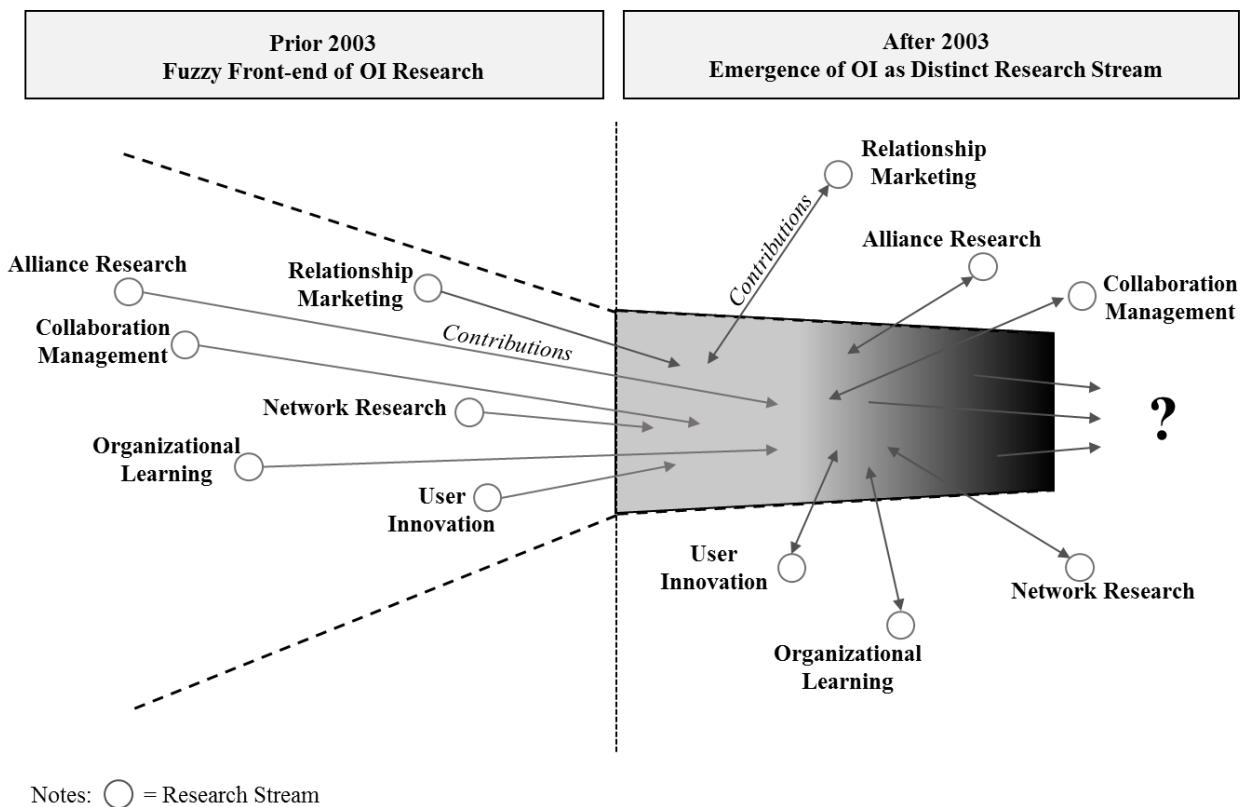 Prior 2003
Fuzzy Front-end of OI Research
After 2003
Emergence of OI as Distinct Research Stream
Alliance Research
Relationship
Marketing
Collaboration
Management
Contributions
Network Research
Organizational
Learning
User
Innovation
Relationship
Marketing
Contributions
Alliance Research
Collaboration
Management
?
User
Innovation
Network Research
Organizational
Learning
Notes: = Research Stream